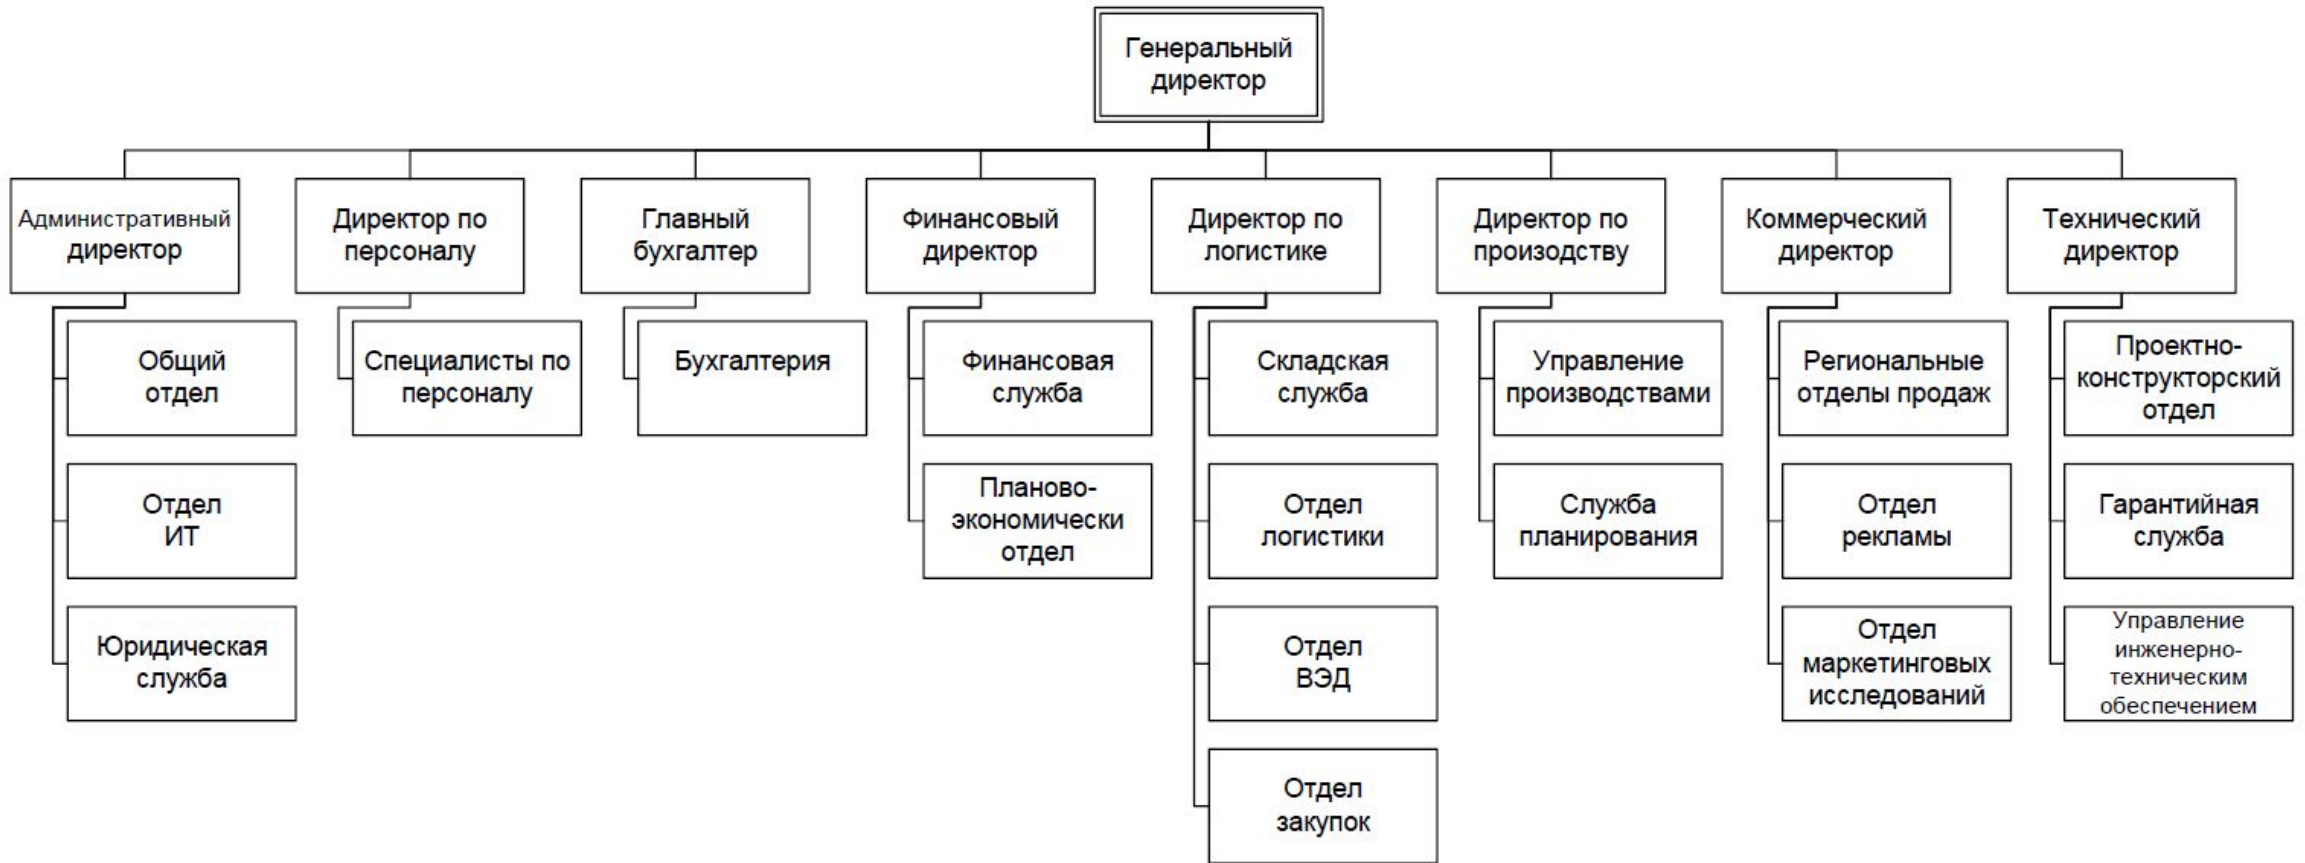 Генеральный
директор
Административный
директор
Директор по
персоналу
Главный
бухгалтер
Финансовый
директор
Директор по
логистике
Директор по
произодству
Коммерческий
директор
Технический
директор
Общий
отдел
Специалисты по
персоналу
Бухгалтерия
Финансовая
служба
Складская
служба
Управление
производствами
Региональные
отделы продаж
Проектно-
конструкторский
отдел
Отдел
ИТ
Планово-
экономически
отдел
Отдел
логистики
Служба
планирования
Отдел
рекламы
Гарантийная
служба
Юридическая
служба
Отдел
ВЭД
Отдел
маркетинговых
исследований
Управление
инженерно-
техническим
обеспечением
Отдел
закупок